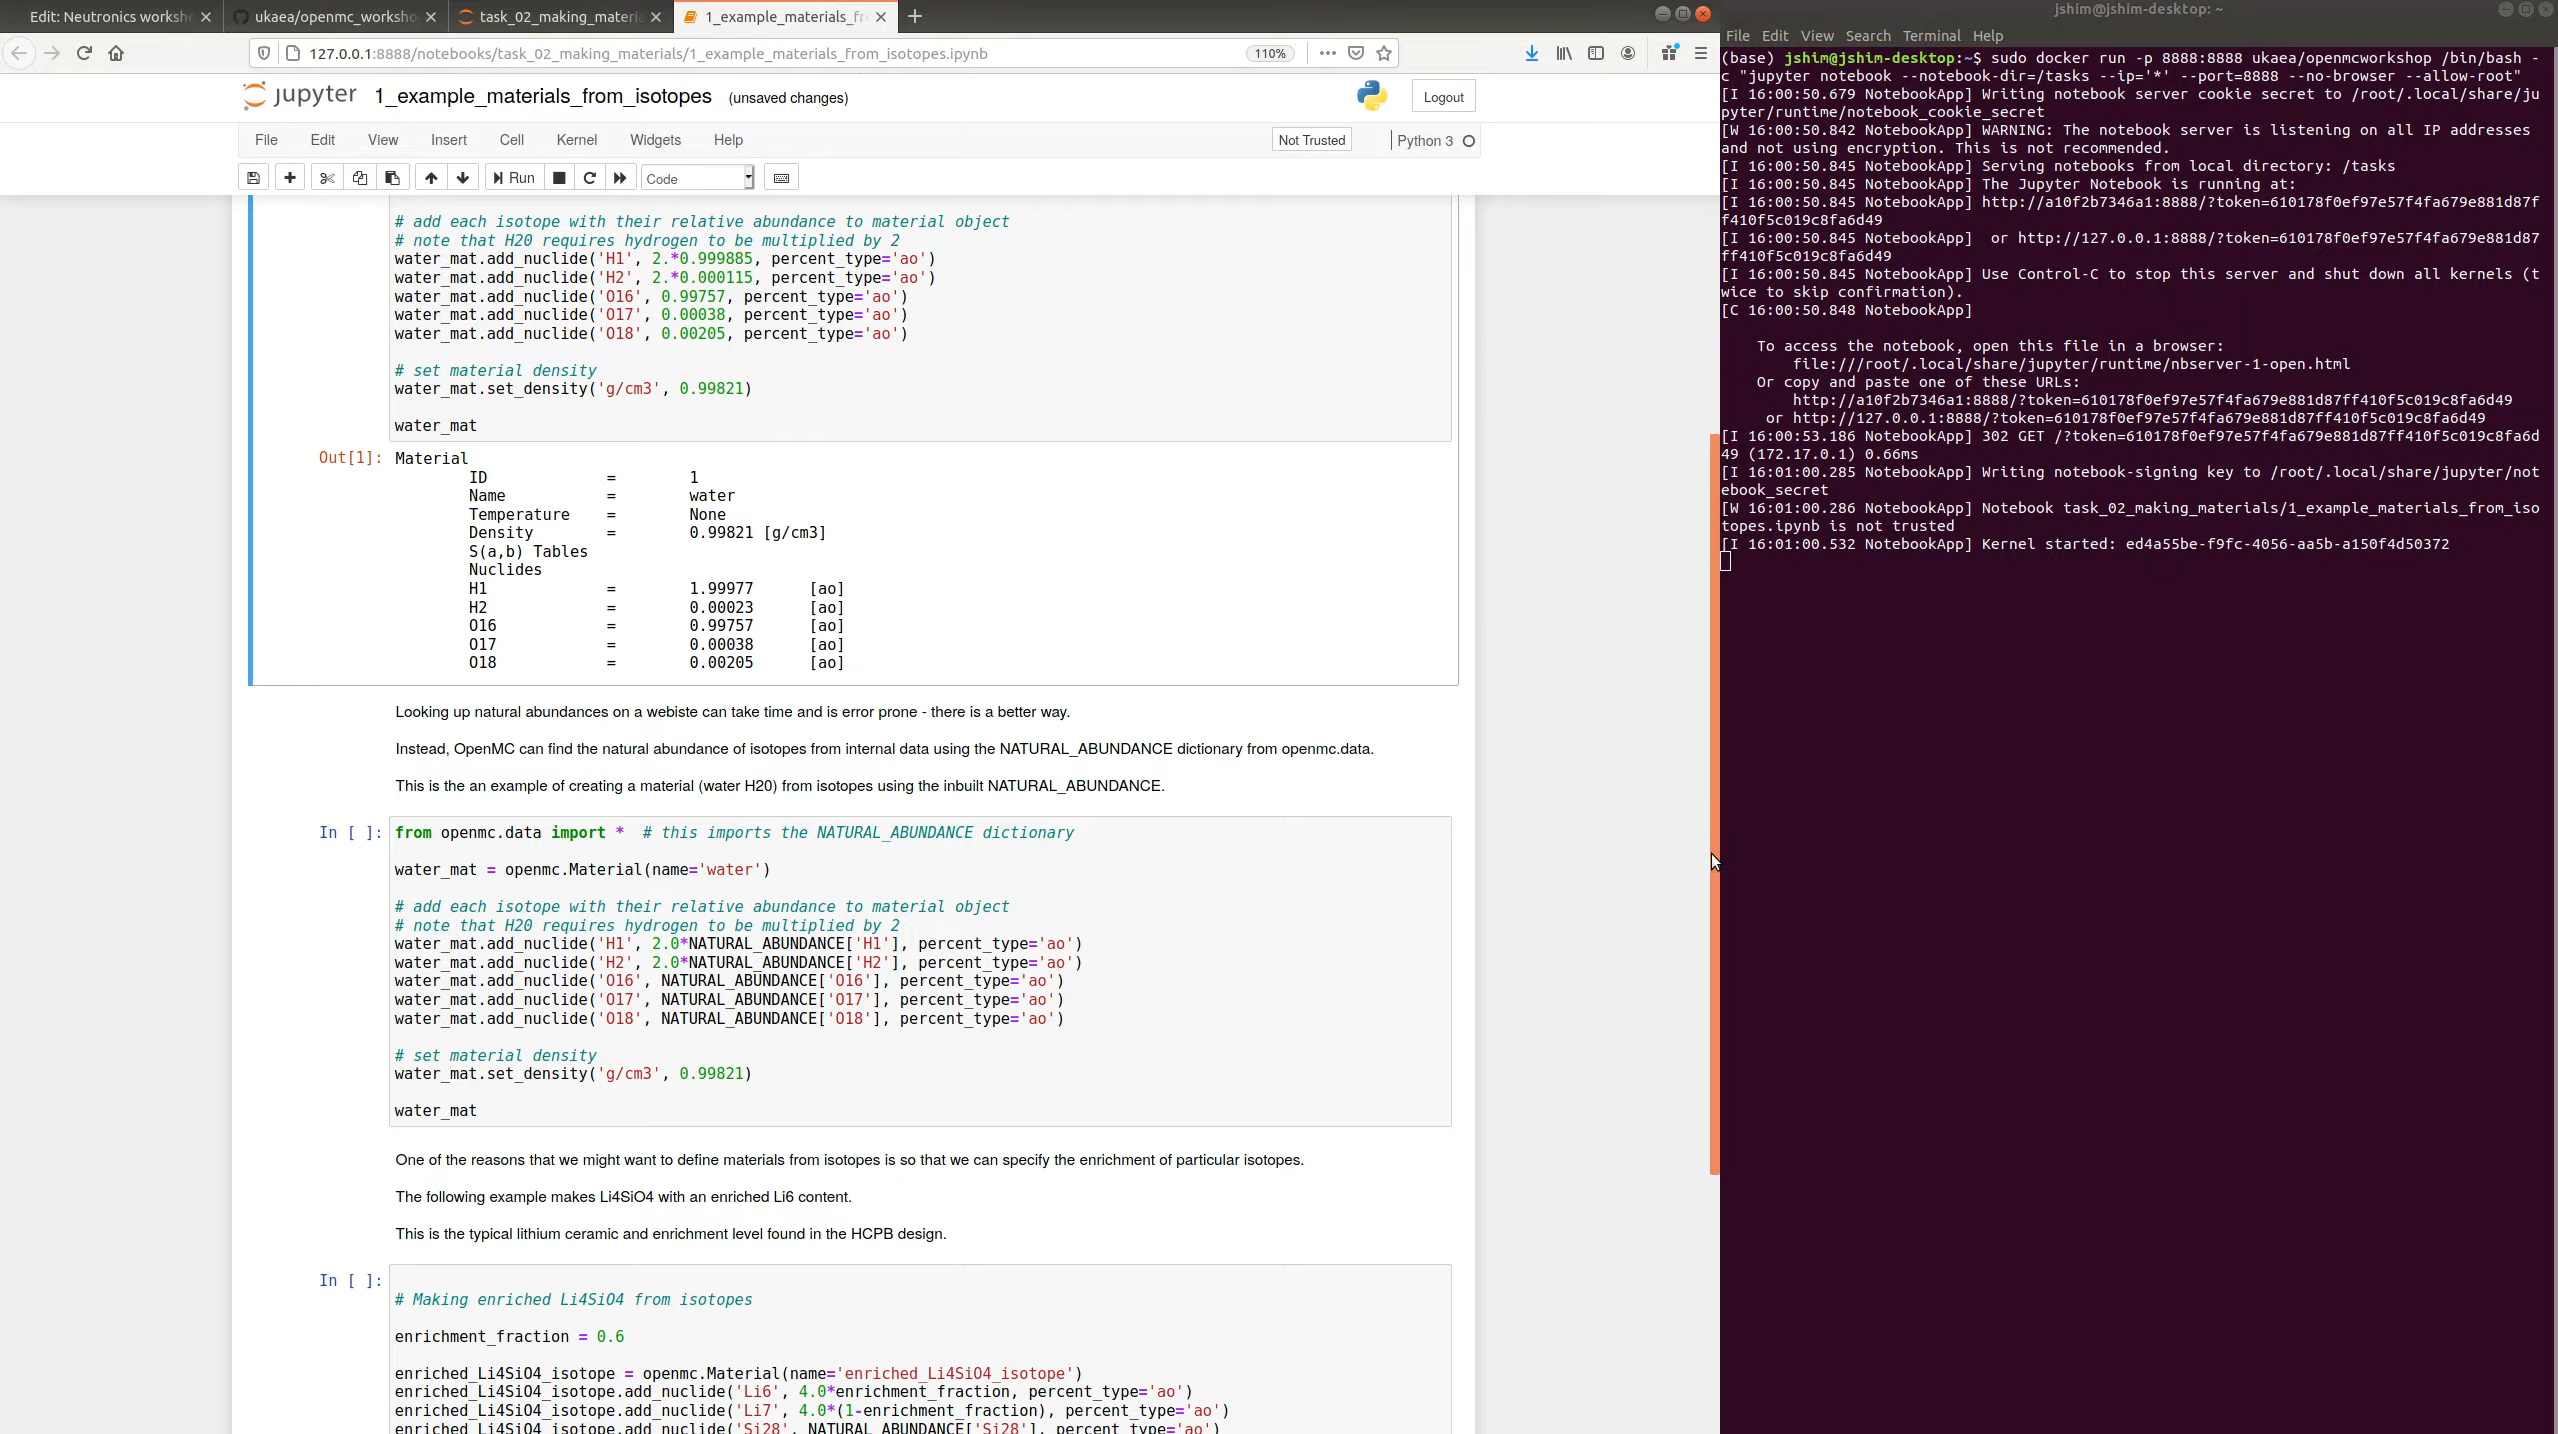 Edit: Neutronics worksh
ukaea/openmc_worksho
task_02_making_materia
1_example_materials_fr
127.0.0.1:8888/notebooks/task_02_making_materials/1_example_materials_from_isotopes.ipynb
110%
jupyter 1_example_materials_from_isotopes (unsaved changes)
Logout
File Edit View Insert Cell Kernel Widgets Help
Not Trusted
Python 3
Run
Code
# add each isotope with their relative abundance to material object
# note that H20 requires hydrogen to be multiplied by 2
water_mat.add_nuclide('H1', 2.*0.999885, percent_type='ao')
water_mat.add_nuclide('H2', 2.*0.000115, percent_type='ao')
water_mat.add_nuclide('O16', 0.99757, percent_type='ao')
water_mat.add_nuclide('O17', 0.00038, percent_type='ao')
water_mat.add_nuclide('O18', 0.00205, percent_type='ao')
# set material density
water_mat.set_density('g/cm3', 0.99821)
water_mat
Out[1]: Material
ID = 1
Name = water
Temperature = None
Density = 0.99821 [g/cm3]
S(a,b) Tables
Nuclides
H1 = 1.99977 [ao]
H2 = 0.00023 [ao]
O16 = 0.99757 [ao]
O17 = 0.00038 [ao]
O18 = 0.00205 [ao]
Looking up natural abundances on a webiste can take time and is error prone - there is a better way.
Instead, OpenMC can find the natural abundance of isotopes from internal data using the NATURAL_ABUNDANCE dictionary from openmc.data.
This is the an example of creating a material (water H20) from isotopes using the inbuilt NATURAL_ABUNDANCE.
In [ ]: from openmc.data import * # this imports the NATURAL_ABUNDANCE dictionary
water_mat = openmc.Material(name='water')
# add each isotope with their relative abundance to material object
# note that H20 requires hydrogen to be multiplied by 2
water_mat.add_nuclide('H1', 2.0*NATURAL_ABUNDANCE['H1'], percent_type='ao')
water_mat.add_nuclide('H2', 2.0*NATURAL_ABUNDANCE['H2'], percent_type='ao')
water_mat.add_nuclide('O16', NATURAL_ABUNDANCE['O16'], percent_type='ao')
water_mat.add_nuclide('O17', NATURAL_ABUNDANCE['O17'], percent_type='ao')
water_mat.add_nuclide('O18', NATURAL_ABUNDANCE['O18'], percent_type='ao')
# set material density
water_mat.set_density('g/cm3', 0.99821)
water_mat
One of the reasons that we might want to define materials from isotopes is so that we can specify the enrichment of particular isotopes.
The following example makes Li4SiO4 with an enriched Li6 content.
This is the typical lithium ceramic and enrichment level found in the HCPB design.
In [ ]:
# Making enriched Li4SiO4 from isotopes
enrichment_fraction = 0.6
enriched_Li4SiO4_isotope = openmc.Material(name='enriched_Li4SiO4_isotope')
enriched_Li4SiO4_isotope.add_nuclide('Li6', 4.0*enrichment_fraction, percent_type='ao')
enriched_Li4SiO4_isotope.add_nuclide('Li7', 4.0*(1-enrichment_fraction), percent_type='ao')
enriched_Li4SiO4_isotope.add_nuclide('Si28', NATURAL_ABUNDANCE['Si28'], percent_type='ao')
jshim@jshim-desktop: ~
File Edit View Search Terminal Help
(base) jshim@jshim-desktop:~$ sudo docker run -p 8888:8888 ukaea/openmcworkshop /bin/bash -
c "jupyter notebook --notebook-dir=/tasks --ip='*' --port=8888 --no-browser --allow-root"
[I 16:00:50.679 NotebookApp] Writing notebook server cookie secret to /root/.local/share/ju
pyter/runtime/notebook_cookie_secret
[W 16:00:50.842 NotebookApp] WARNING: The notebook server is listening on all IP addresses
and not using encryption. This is not recommended.
[I 16:00:50.845 NotebookApp] Serving notebooks from local directory: /tasks
[I 16:00:50.845 NotebookApp] The Jupyter Notebook is running at:
[I 16:00:50.845 NotebookApp] http://a10f2b7346a1:8888/?token=610178f0ef97e57f4fa679e881d87f
f410f5c019c8fa6d49
[I 16:00:50.845 NotebookApp]  or http://127.0.0.1:8888/?token=610178f0ef97e57f4fa679e881d87
ff410f5c019c8fa6d49
[I 16:00:50.845 NotebookApp] Use Control-C to stop this server and shut down all kernels (t
wice to skip confirmation).
[C 16:00:50.848 NotebookApp]
To access the notebook, open this file in a browser:
file:///root/.local/share/jupyter/runtime/nbserver-1-open.html
Or copy and paste one of these URLs:
http://a10f2b7346a1:8888/?token=610178f0ef97e57f4fa679e881d87ff410f5c019c8fa6d49
or http://127.0.0.1:8888/?token=610178f0ef97e57f4fa679e881d87ff410f5c019c8fa6d49
[I 16:00:53.186 NotebookApp] 302 GET /?token=610178f0ef97e57f4fa679e881d87ff410f5c019c8fa6d
49 (172.17.0.1) 0.66ms
[I 16:01:00.285 NotebookApp] Writing notebook-signing key to /root/.local/share/jupyter/not
ebook_secret
[W 16:01:00.286 NotebookApp] Notebook task_02_making_materials/1_example_materials_from_iso
topes.ipynb is not trusted
[I 16:01:00.532 NotebookApp] Kernel started: ed4a55be-f9fc-4056-aa5b-a150f4d50372